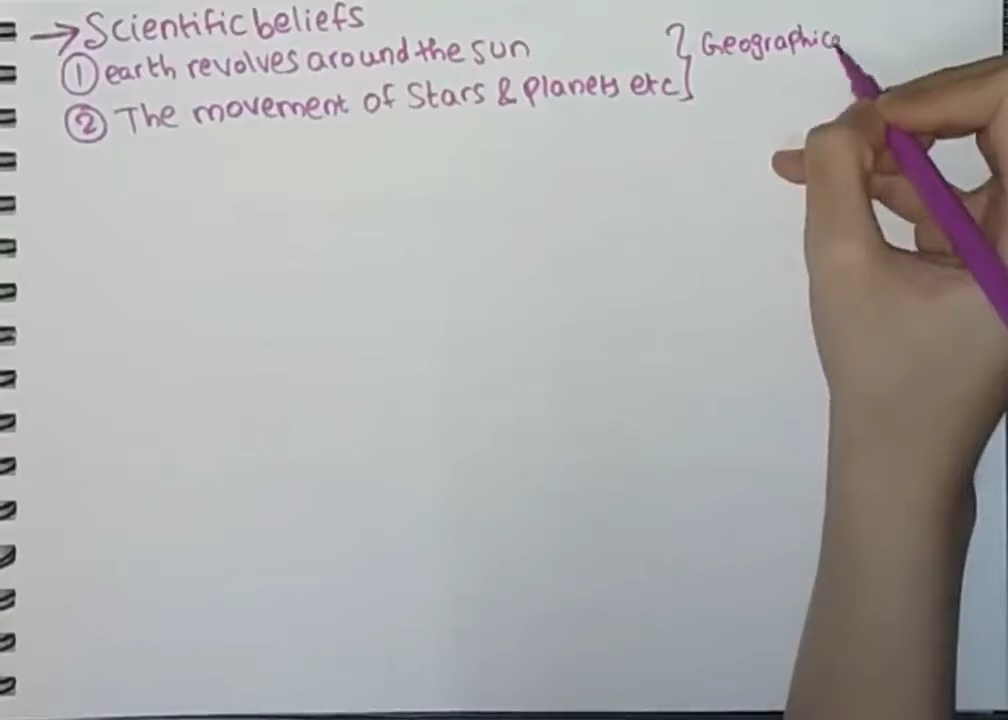 → Scientific beliefs
① earth revolves around the sun
② The movement of Stars & planets etc } Geographica